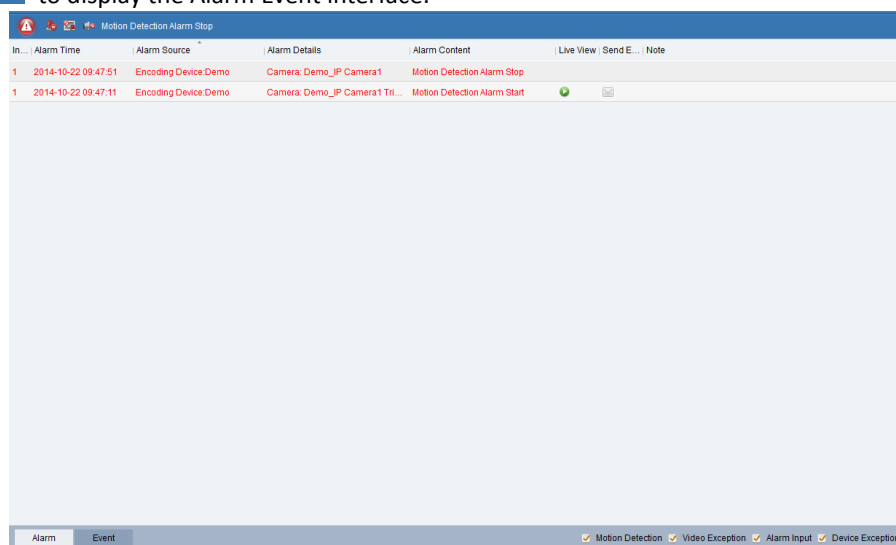 to display the Alarm Event interface.
Motion Detection Alarm Stop
In... Alarm Time Alarm Source Alarm Details Alarm Content Live View Send E... Note
1 2014-10-22 09:47:51 Encoding Device:Demo Camera: Demo_IP Camera1 Motion Detection Alarm Stop
1 2014-10-22 09:47:11 Encoding Device:Demo Camera: Demo_IP Camera1 Tri... Motion Detection Alarm Start
Alarm Event Motion Detection Video Exception Alarm Input Device Exceptio